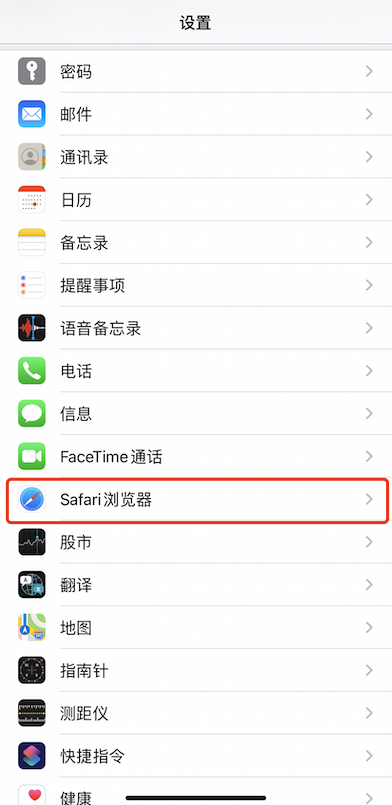 设置
密码
邮件
通讯录
日历
备忘录
提醒事项
语音备忘录
电话
信息
FaceTime通话
Safari浏览器
股市
翻译
地图
指南针
测距仪
快捷指令
健康